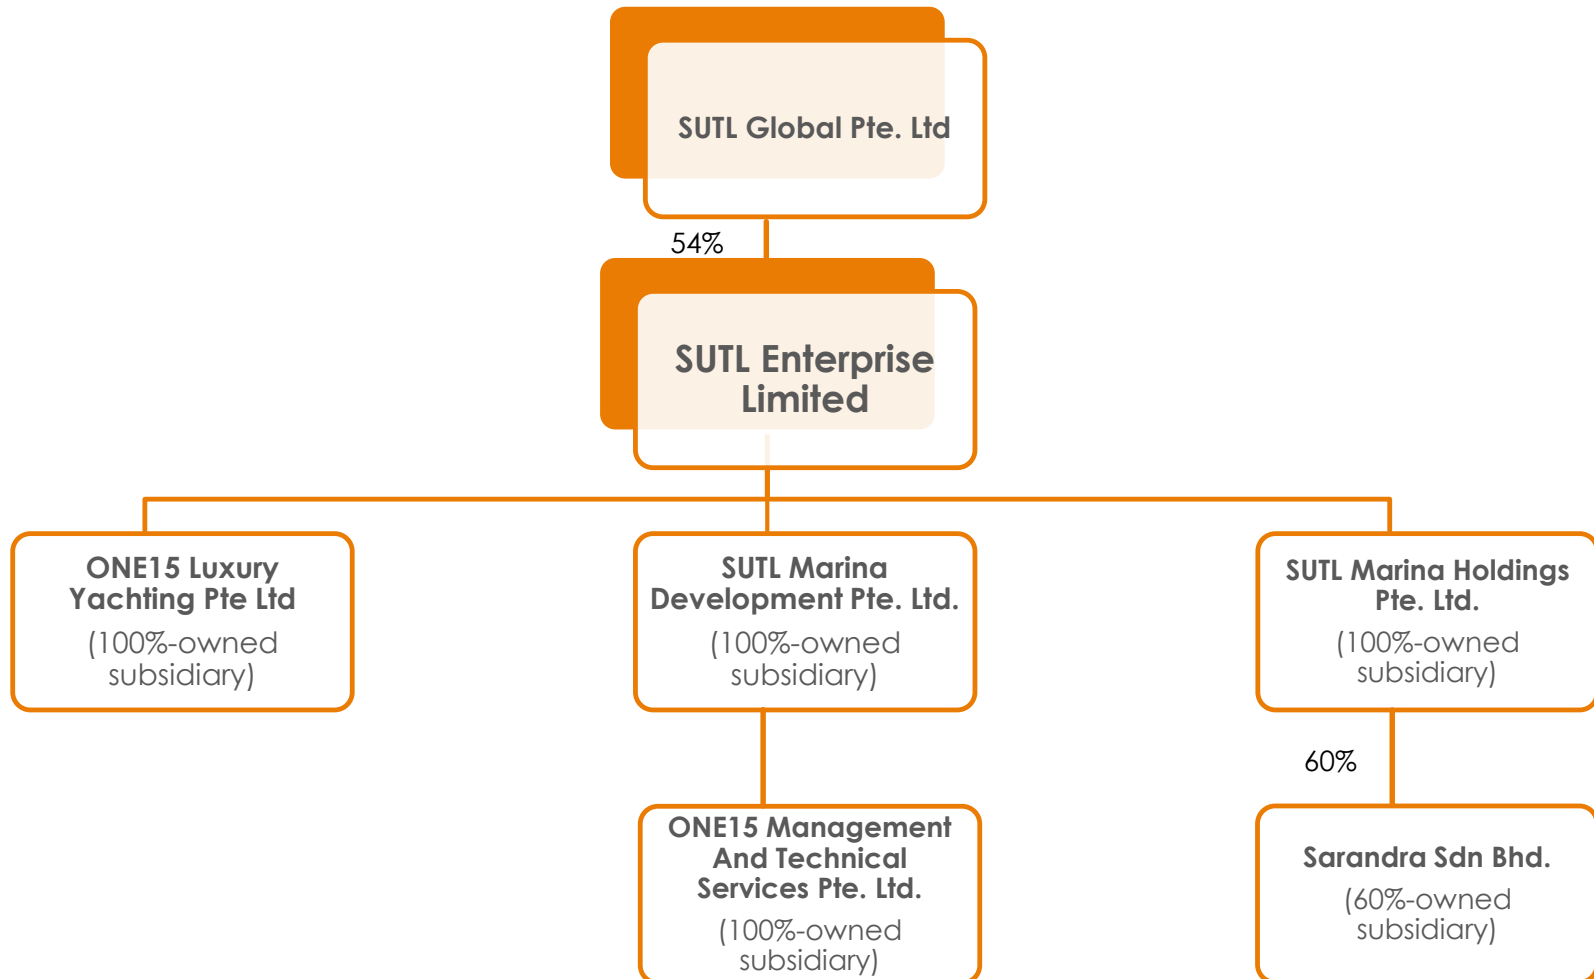 SUTL Global Pte. Ltd
54%
SUTL Enterprise
Limited
ONE15 Luxury
Yachting Pte Ltd
(100%-owned
subsidiary)
SUTL Marina
Development Pte. Ltd.
(100%-owned
subsidiary)
SUTL Marina Holdings
Pte. Ltd.
(100%-owned
subsidiary)
60%
ONE15 Management
And Technical
Services Pte. Ltd.
(100%-owned
subsidiary)
Sarandra Sdn Bhd.
(60%-owned
subsidiary)